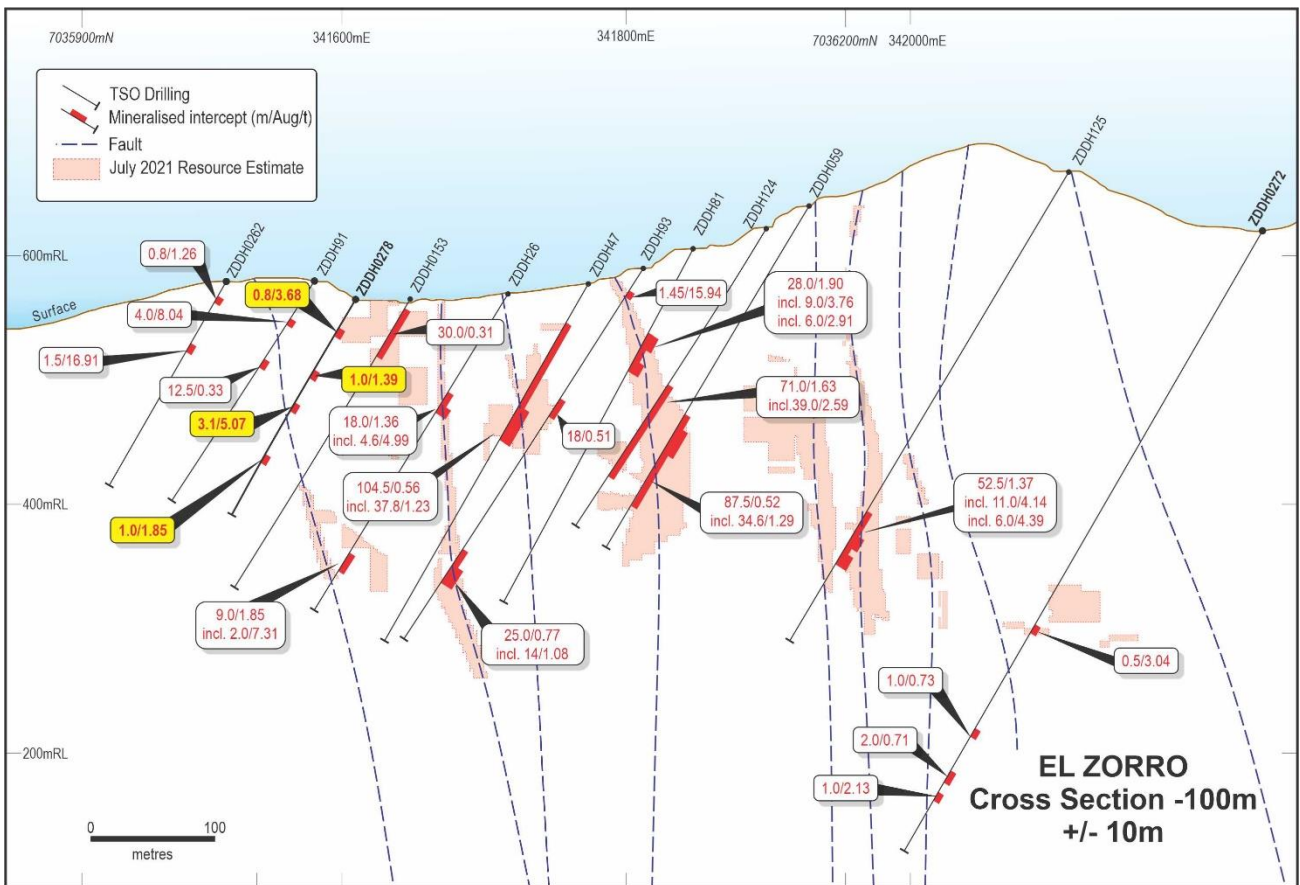 7035900mN
341600mE
341800mE
7036200mN
342000mE
TSO Drilling
Mineralised intercept (m/Aug/t)
Fault
July 2021 Resource Estimate
ZDDH0262
ZDDH91
ZDDH0278
ZDDH0153
ZDDH26
ZDDH47
ZDDH93
ZDDH81
ZDDH124
ZDDH059
ZDDH125
ZDDH0272
600mRL
Surface
0.8/1.26
4.0/8.04
0.8/3.68
1.5/16.91
12.5/0.33
1.0/1.39
3.1/5.07
1.0/1.85
30.0/0.31
18.0/1.36
incl. 4.6/4.99
1.45/15.94
28.0/1.90
incl. 9.0/3.76
incl. 6.0/2.91
71.0/1.63
incl.39.0/2.59
18/0.51
104.5/0.56
incl. 37.8/1.23
87.5/0.52
incl. 34.6/1.29
52.5/1.37
incl. 11.0/4.14
incl. 6.0/4.39
400mRL
9.0/1.85
incl. 2.0/7.31
25.0/0.77
incl. 14/1.08
0.5/3.04
1.0/0.73
2.0/0.71
1.0/2.13
200mRL
EL ZORRO
Cross Section -100m
+/- 10m
0
100
metres